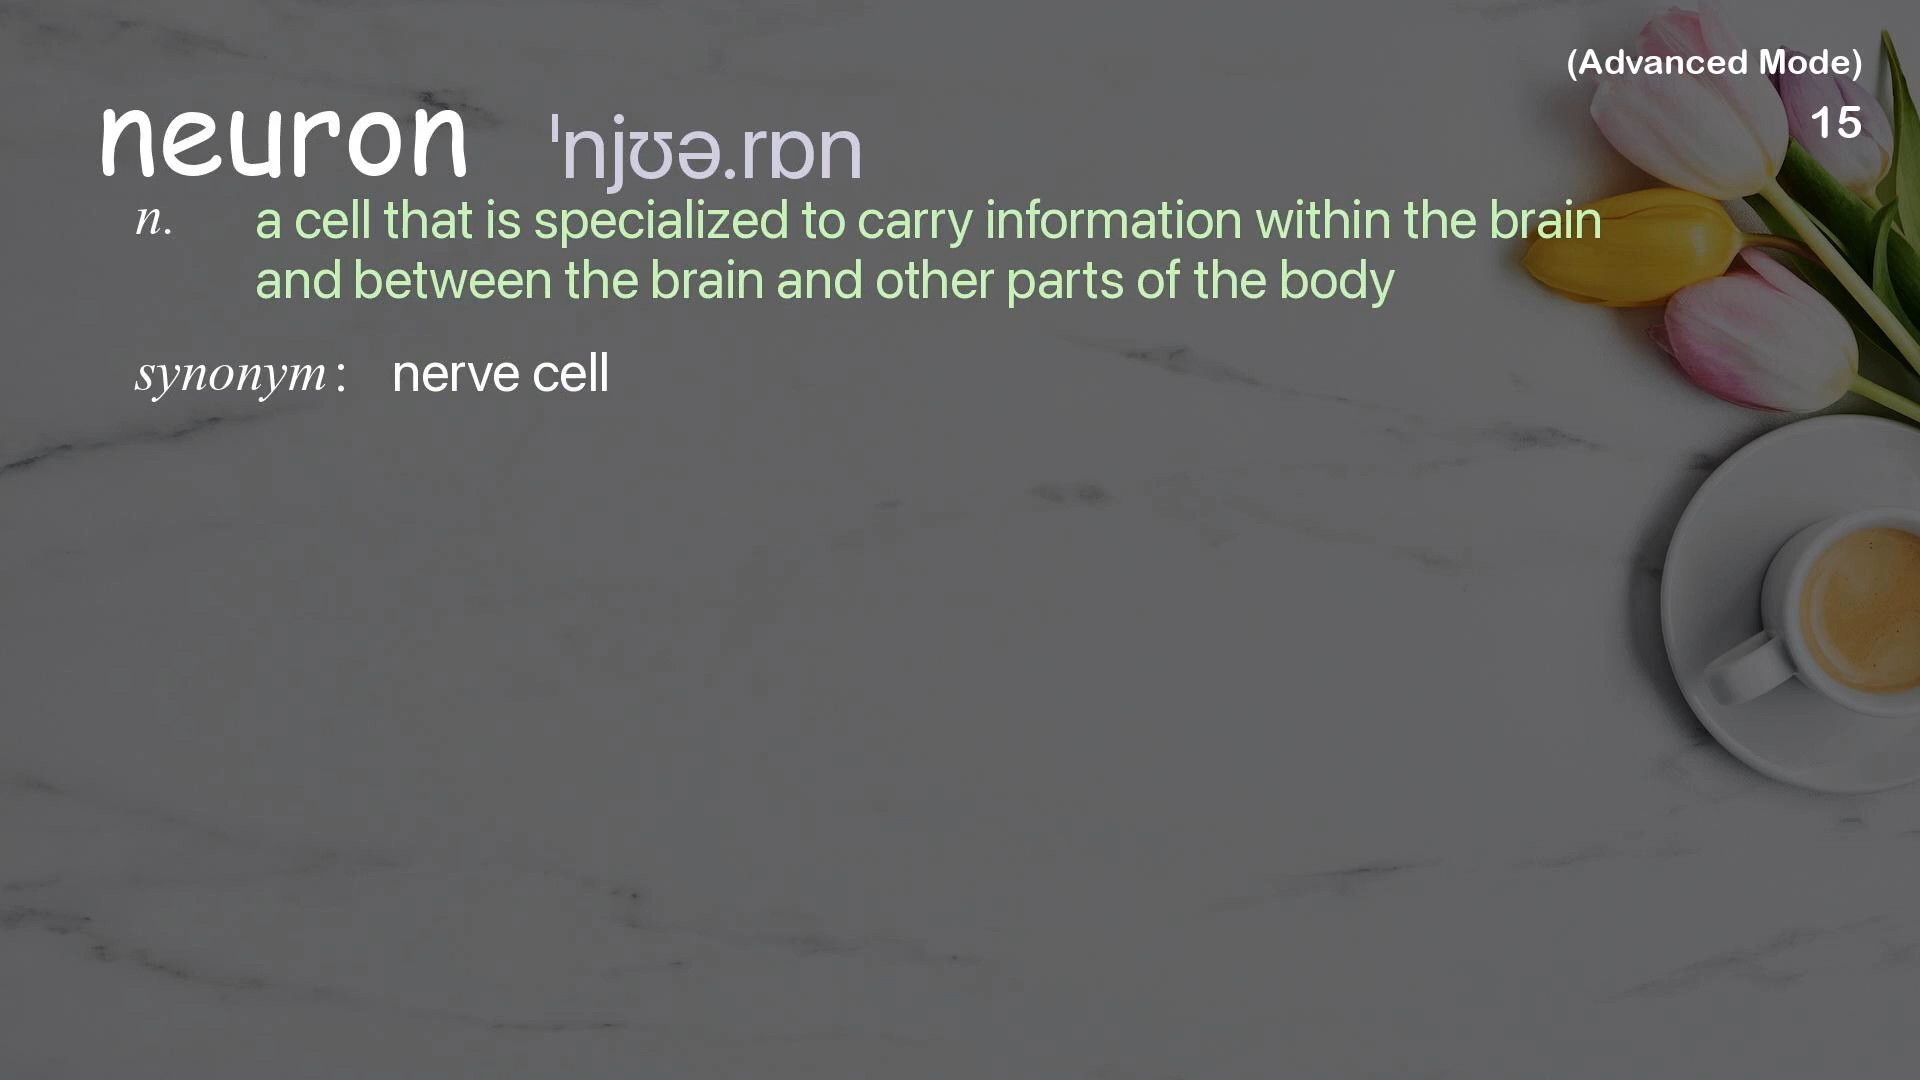 (Advanced Mode)
neuron ˈnjʊə.rɒn
15
n. a cell that is specialized to carry information within the brain
and between the brain and other parts of the body
synonym: nerve cell